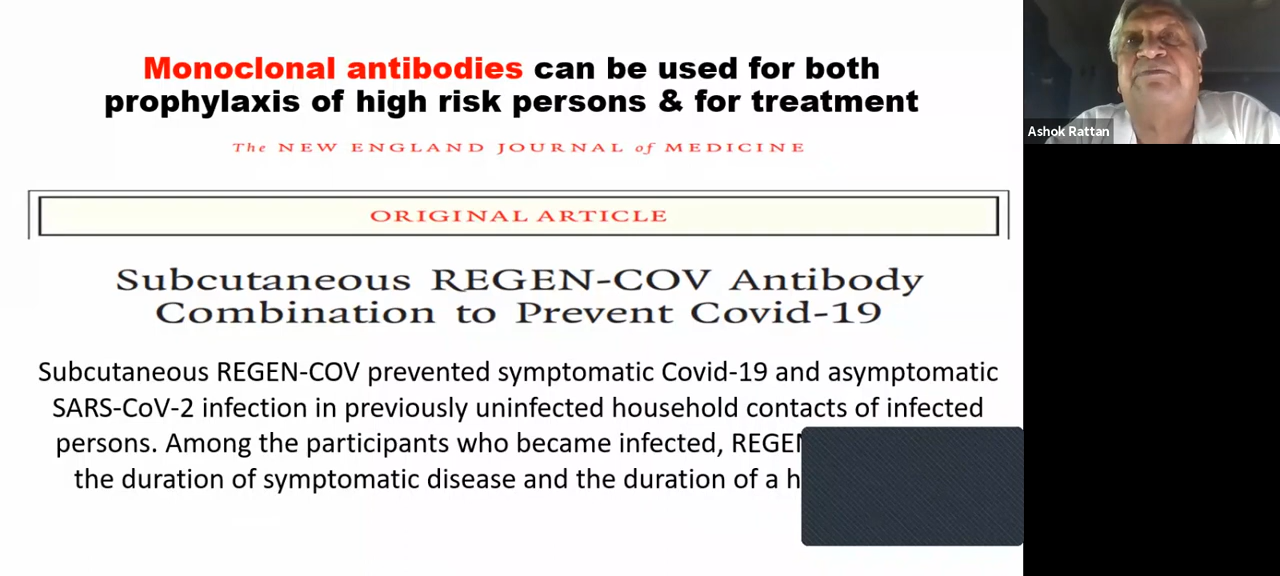 Monoclonal antibodies can be used for both
prophylaxis of high risk persons & for treatment
The NEW ENGLAND JOURNAL of MEDICINE
ORIGINAL ARTICLE
Subcutaneous REGEN-COV Antibody
Combination to Prevent Covid-19
Subcutaneous REGEN-COV prevented symptomatic Covid-19 and asymptomatic
SARS-CoV-2 infection in previously uninfected household contacts of infected
persons. Among the participants who became infected,
the duration of symptomatic disease and the duration of a
Ashok Rattan